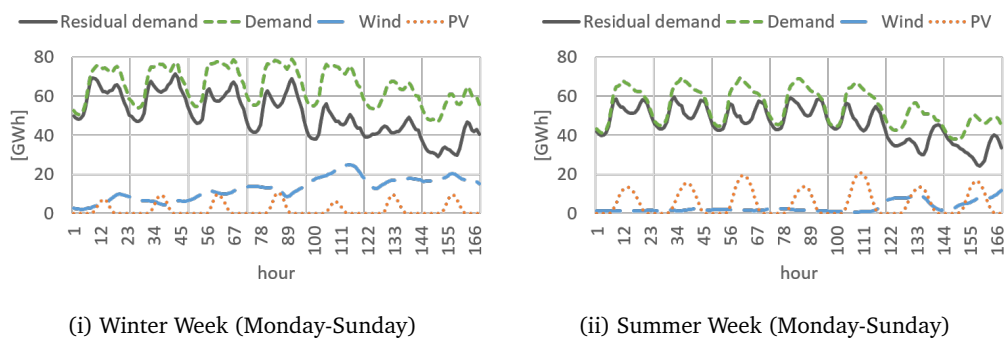 Residual demand Demand Wind PV
80
60
40
20
0
[GWh]
1 12 23 34 45 56 67 78 89 100 111 122 133 144 155 166
hour
(i) Winter Week (Monday-Sunday)
Residual demand Demand Wind PV
80
60
40
20
0
[GWh]
1 12 23 34 45 56 67 78 89 100 111 122 133 144 155 166
hour
(ii) Summer Week (Monday-Sunday)